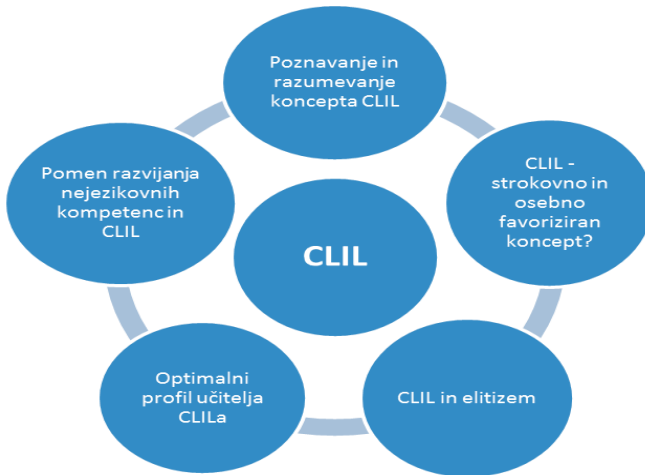 Poznavanje in
razumevanje
koncepta CLIL
CLIL -
strokovno in
osebno
favoriziran
koncept?
CLIL in elitizem
Optimalni
profil učitelja
CLILa
Pomen razvijanja
nejezikovnih
kompetenc in
CLIL
CLIL